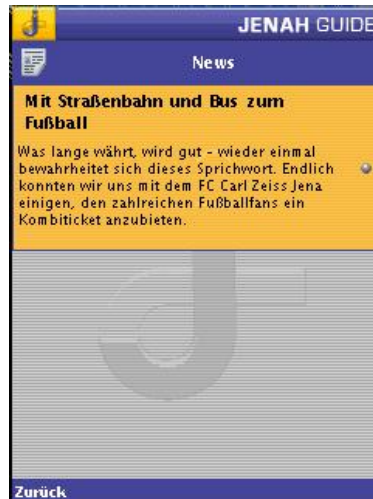 JENAH GUIDE
News
Mit Straßenbahn und Bus zum
Fußball
Was lange währt, wird gut - wieder einmal
bewahrheitet sich dieses Sprichwort. Endlich
konnten wir uns mit dem FC Carl Zeiss Jena
einigen, den zahlreichen Fußballfans ein
Kombiticket anzubieten.
Zurück